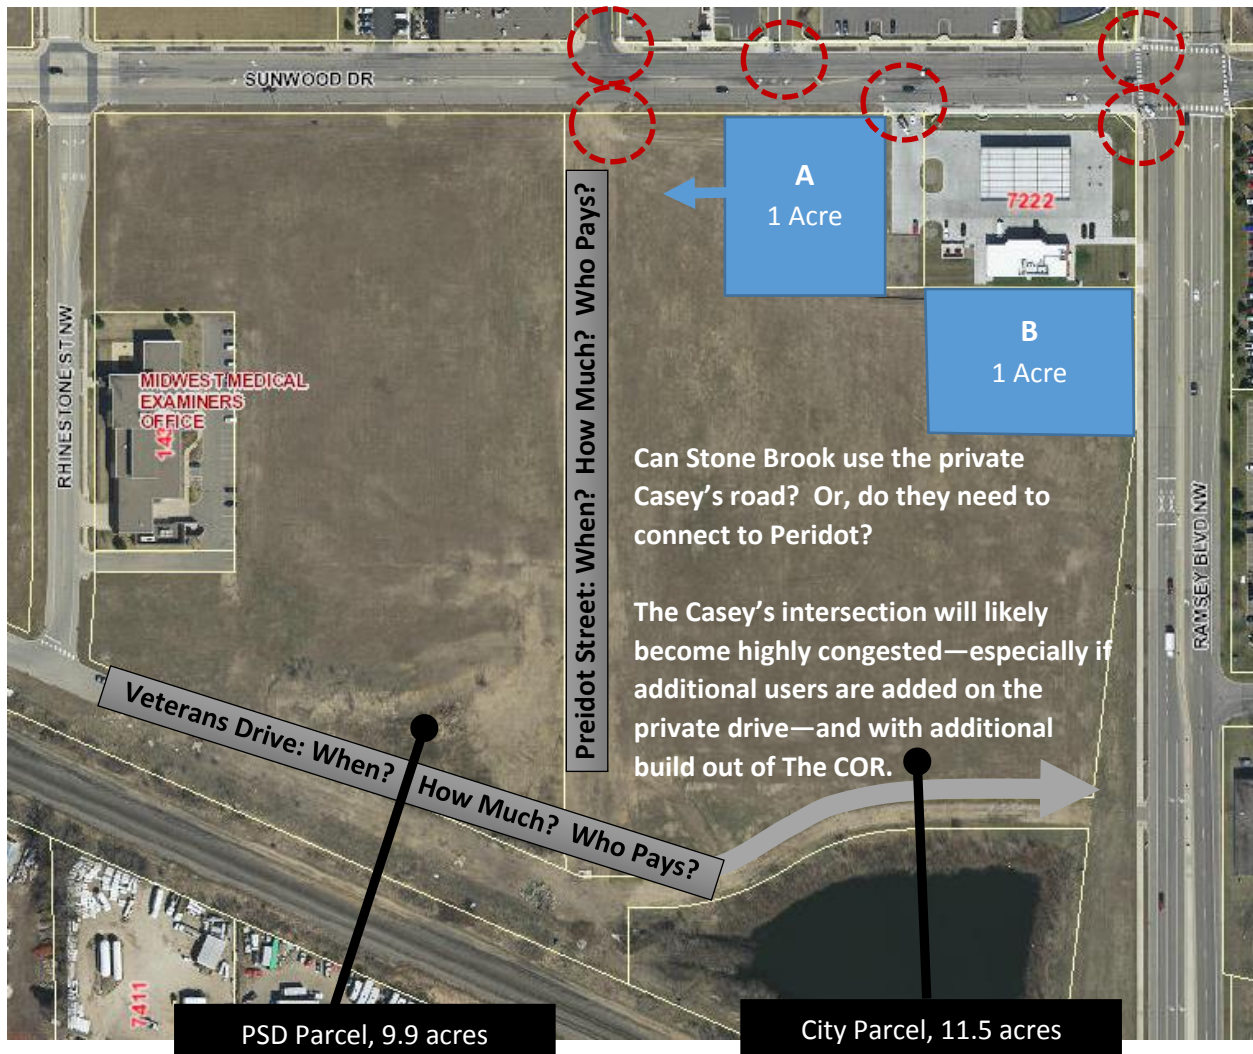 SUNWOOD DR
A
1 Acre
7222
B
1 Acre
RHINESTONE ST NW
MIDWEST MEDICAL
EXAMINERS
OFFICE
Preidot Street: When?  How Much?  Who Pays?
Can Stone Brook use the private
Casey’s road?  Or, do they need to
connect to Peridot?
The Casey’s intersection will likely
become highly congested—especially if
additional users are added on the
private drive—and with additional
build out of The COR.
RAMSEY BLVD NW
Veterans Drive: When?  How Much?  Who Pays?
7411
PSD Parcel, 9.9 acres
City Parcel, 11.5 acres